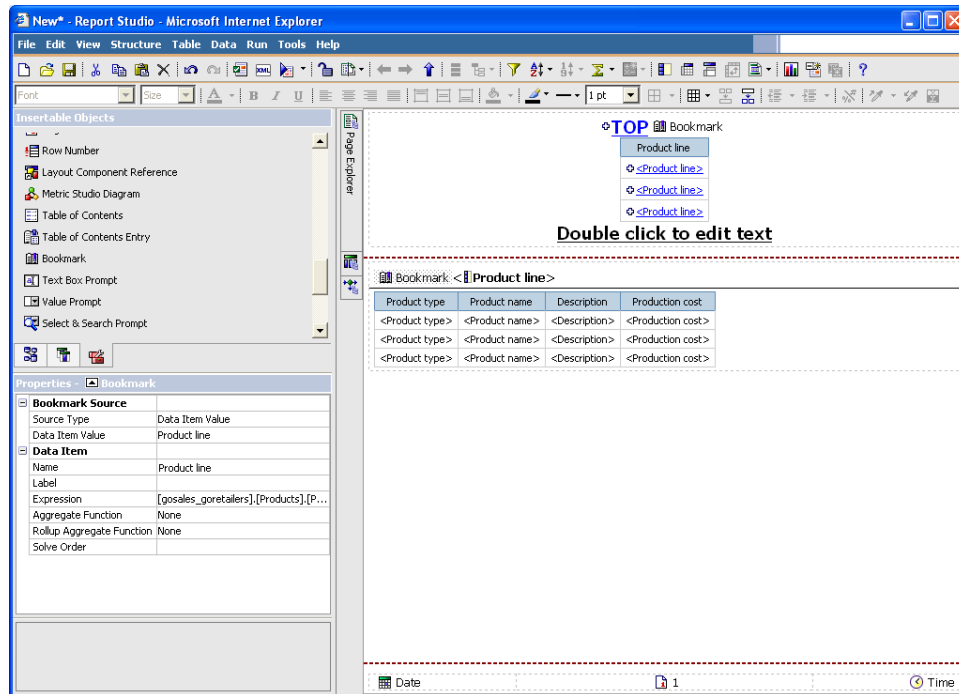 New* - Report Studio - Microsoft Internet Explorer
File Edit View Structure Table Data Run Tools Help
Font Size A B I U 1 pt
Insertable Objects
Row Number
Layout Component Reference
Metric Studio Diagram
Table of Contents
Table of Contents Entry
Bookmark
Text Box Prompt
Value Prompt
Select & Search Prompt
Properties - Bookmark
Bookmark Source
Source Type Data Item Value
Data Item Value Product line
Data Item
Name Product line
Label
Expression [gosales_goretailers].[Products].[P...
Aggregate Function None
Rollup Aggregate Function None
Solve Order
Page Explorer
TOP Bookmark
Product line
<Product line>
<Product line>
<Product line>
Double click to edit text
Bookmark <Product line>
Product type Product name Description Production cost
<Product type> <Product name> <Description> <Production cost>
<Product type> <Product name> <Description> <Production cost>
<Product type> <Product name> <Description> <Production cost>
Date 1 Time